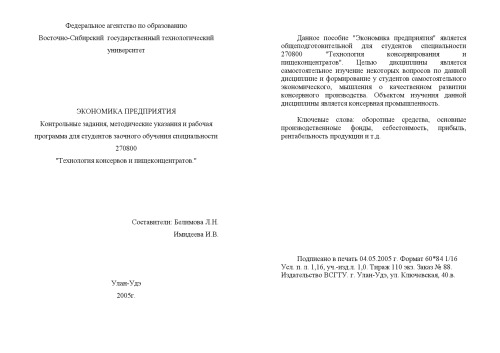 Федеральное агентство по образованию
Восточно-Сибирский государственный технологический
университет
ЭКОНОМИКА ПРЕДПРИЯТИЯ
Контрольные задания, методические указания и рабочая
программа для студентов заочного обучения специальности
270800
"Технология консервов и пищеконцентратов."
Составители: Белимова Л.Н.
Имидеева И.В.
Улан-Удэ
2005г.
Данное пособие "Экономика предприятия" является
общеподготовительной для студентов специальности
270800 "Технология консервирования и
пищеконцентратов". Целью дисциплины является
самостоятельное изучение некоторых вопросов по данной
дисциплине и формирование у студентов самостоятельного
экономического, мышления о качественном развитии
консервного производства. Объектом изучения данной
дисциплины является консервная промышленность.
Ключевые слова: оборотные средства, основные
производственные фонды, себестоимость, прибыль,
рентабельность продукции и т.д.
Подписано в печать 04.05.2005 г. Формат 60*84 1/16
Усл. п. л. 1,16, уч.-изд.л. 1,0. Тираж 110 экз. Заказ № 88.
Издательство ВСГТУ. г. Улан-Удэ, ул. Ключевская, 40.в.